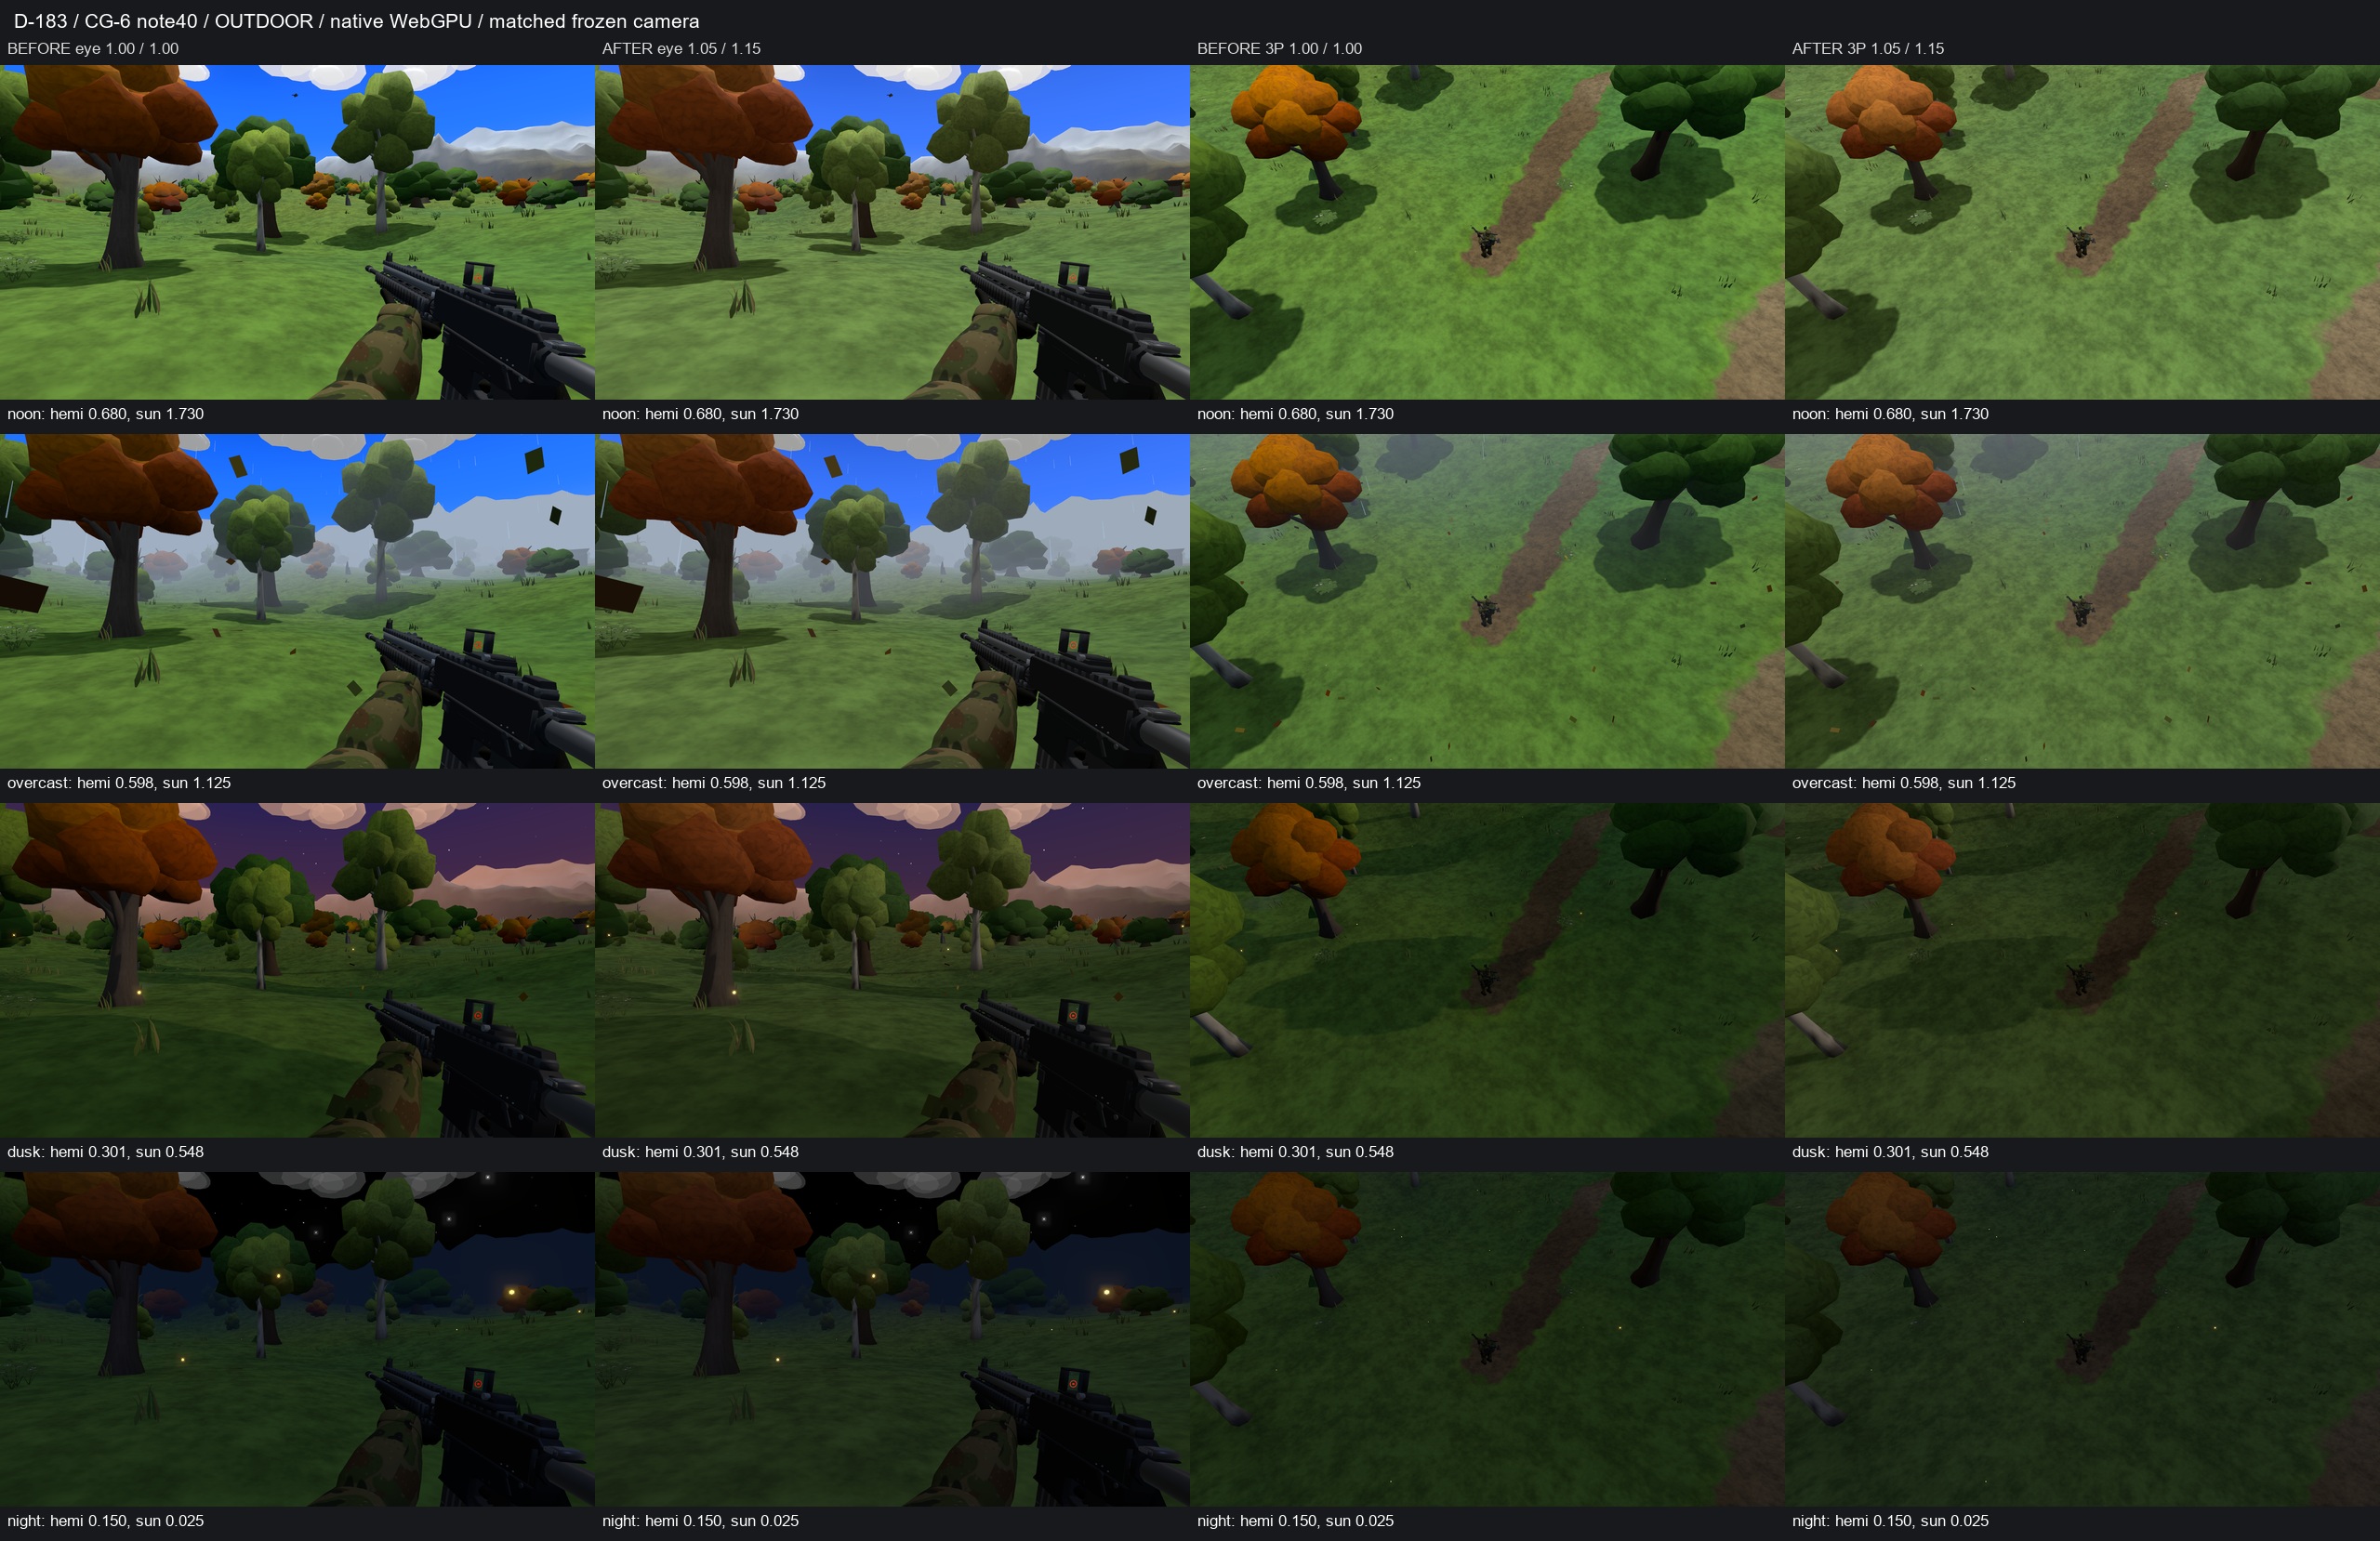 D-183 / CG-6 note40 / OUTDOOR / native WebGPU / matched frozen camera
BEFORE eye 1.00 / 1.00
AFTER eye 1.05 / 1.15
BEFORE 3P 1.00 / 1.00
AFTER 3P 1.05 / 1.15
noon: hemi 0.680, sun 1.730
noon: hemi 0.680, sun 1.730
noon: hemi 0.680, sun 1.730
noon: hemi 0.680, sun 1.730
overcast: hemi 0.598, sun 1.125
overcast: hemi 0.598, sun 1.125
overcast: hemi 0.598, sun 1.125
overcast: hemi 0.598, sun 1.125
dusk: hemi 0.301, sun 0.548
dusk: hemi 0.301, sun 0.548
dusk: hemi 0.301, sun 0.548
dusk: hemi 0.301, sun 0.548
night: hemi 0.150, sun 0.025
night: hemi 0.150, sun 0.025
night: hemi 0.150, sun 0.025
night: hemi 0.150, sun 0.025